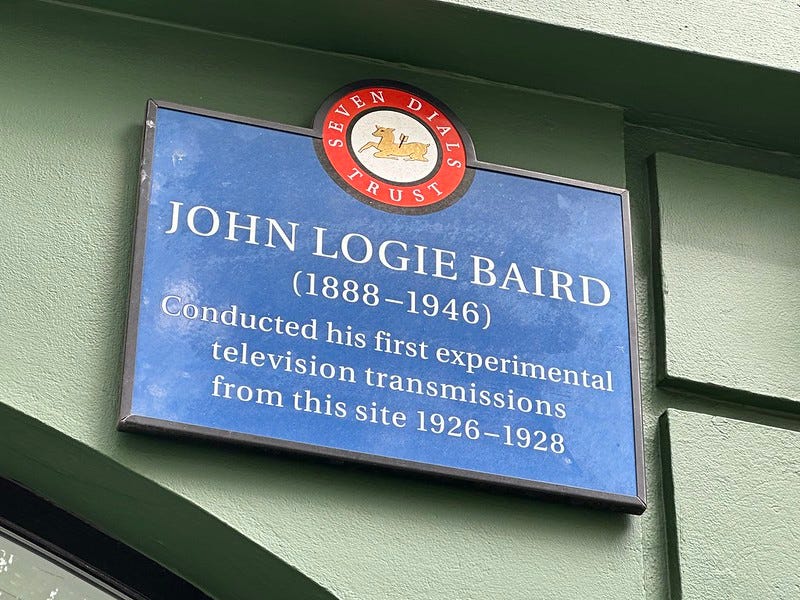 SEVEN DIALS
TRUST
JOHN LOGIE BAIRD
(1888–1946)
Conducted his first experimental
television transmissions
from this site 1926–1928